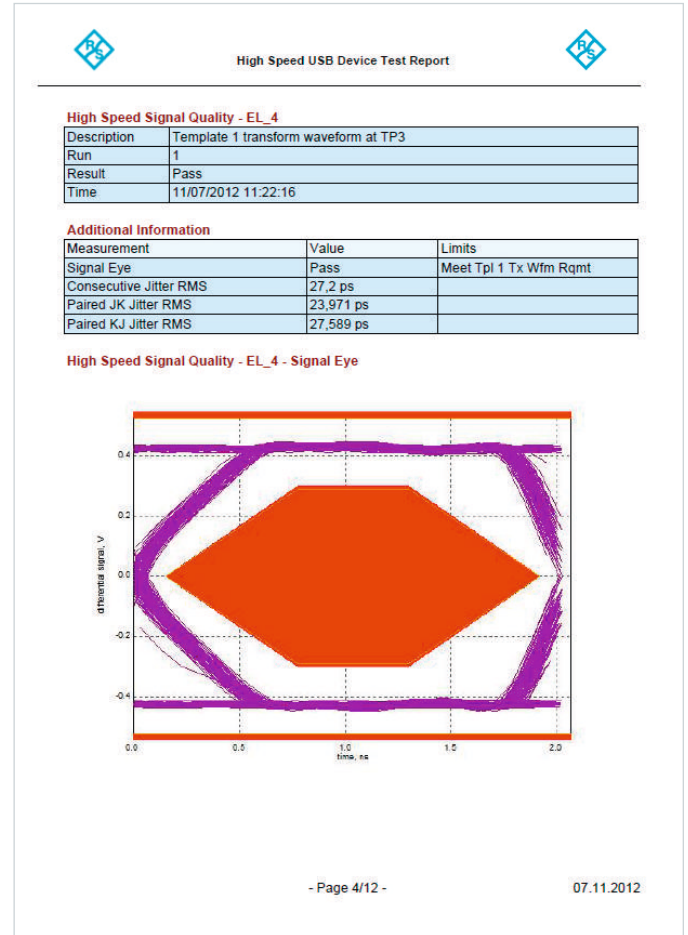 R&S
R&S
High Speed USB Device Test Report
High Speed Signal Quality - EL_4
Description Template 1 transform waveform at TP3
Run 1
Result Pass
Time 11/07/2012 11:22:16
Additional Information
Measurement Value Limits
Signal Eye Pass Meet Tpl 1 Tx Wfm Rqmt
Consecutive Jitter RMS 27,2 ps
Paired JK Jitter RMS 23,971 ps
Paired KJ Jitter RMS 27,589 ps
High Speed Signal Quality - EL_4 - Signal Eye
differential signal, V
0.4
0.2
0.0
-0.2
-0.4
0.0 0.5 1.0 1.5 2.0
time, ns
- Page 4/12 - 07.11.2012